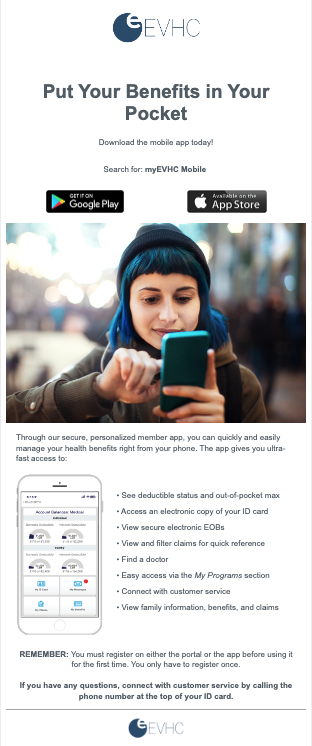 eEVHC
Put Your Benefits in Your
Pocket
Download the mobile app today!
Search for: myEVHC Mobile
GET IT ON
Google Play
Available on the
App Store
Through our secure, personalized member app, you can quickly and easily
manage your health benefits right from your phone. The app gives you ultra-
fast access to:
Account Balances: Medical
• See deductible status and out-of-pocket max
• Access an electronic copy of your ID card
• View secure electronic EOBs
• View and filter claims for quick reference
• Find a doctor
• Easy access via the My Programs section
• Connect with customer service
• View family information, benefits, and claims
REMEMBER: You must register on either the portal or the app before using it
for the first time. You only have to register once.
If you have any questions, connect with customer service by calling the
phone number at the top of your ID card.
eEVHC